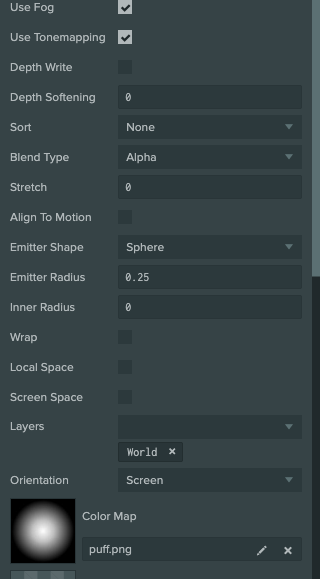 Use Fog
Use Tonemapping
Depth Write
Depth Softening 0
Sort None
Blend Type Alpha
Stretch 0
Align To Motion
Emitter Shape Sphere
Emitter Radius 0.25
Inner Radius 0
Wrap
Local Space
Screen Space
Layers
World
Orientation Screen
Color Map
puff.png